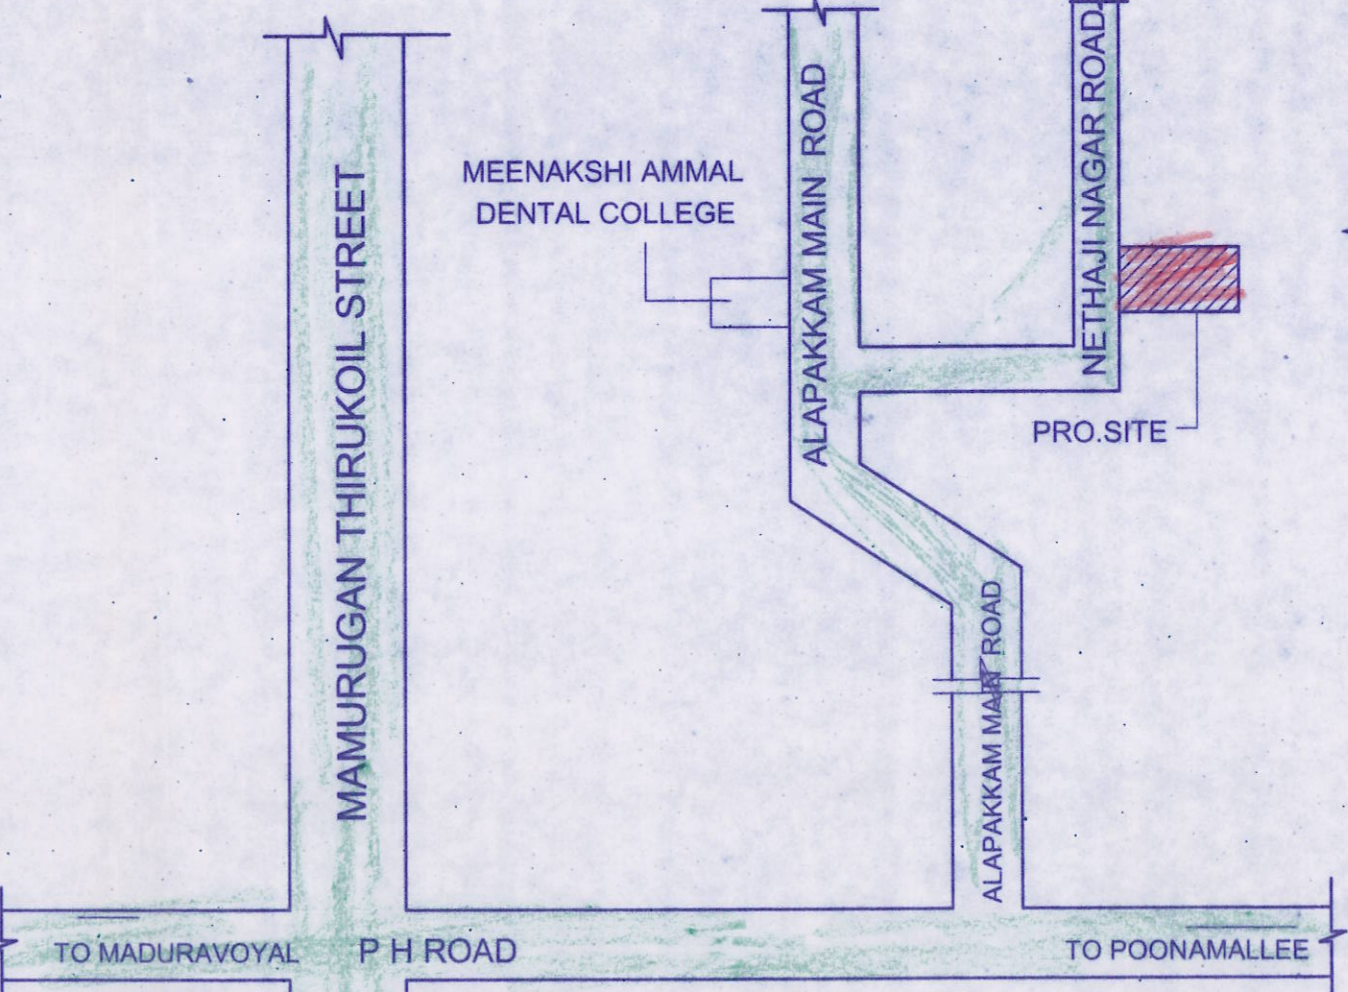 MEENAKSHI AMMAL
DENTAL COLLEGE
MAMURUGAN THIRUKOIL STREET
ALAPAKKAM MAIN ROAD
NETHAJI NAGAR ROAD
PRO.SITE
ALAPAKKAM MAIN ROAD
TO MADURAVOYAL
P H ROAD
TO POONAMALLEE